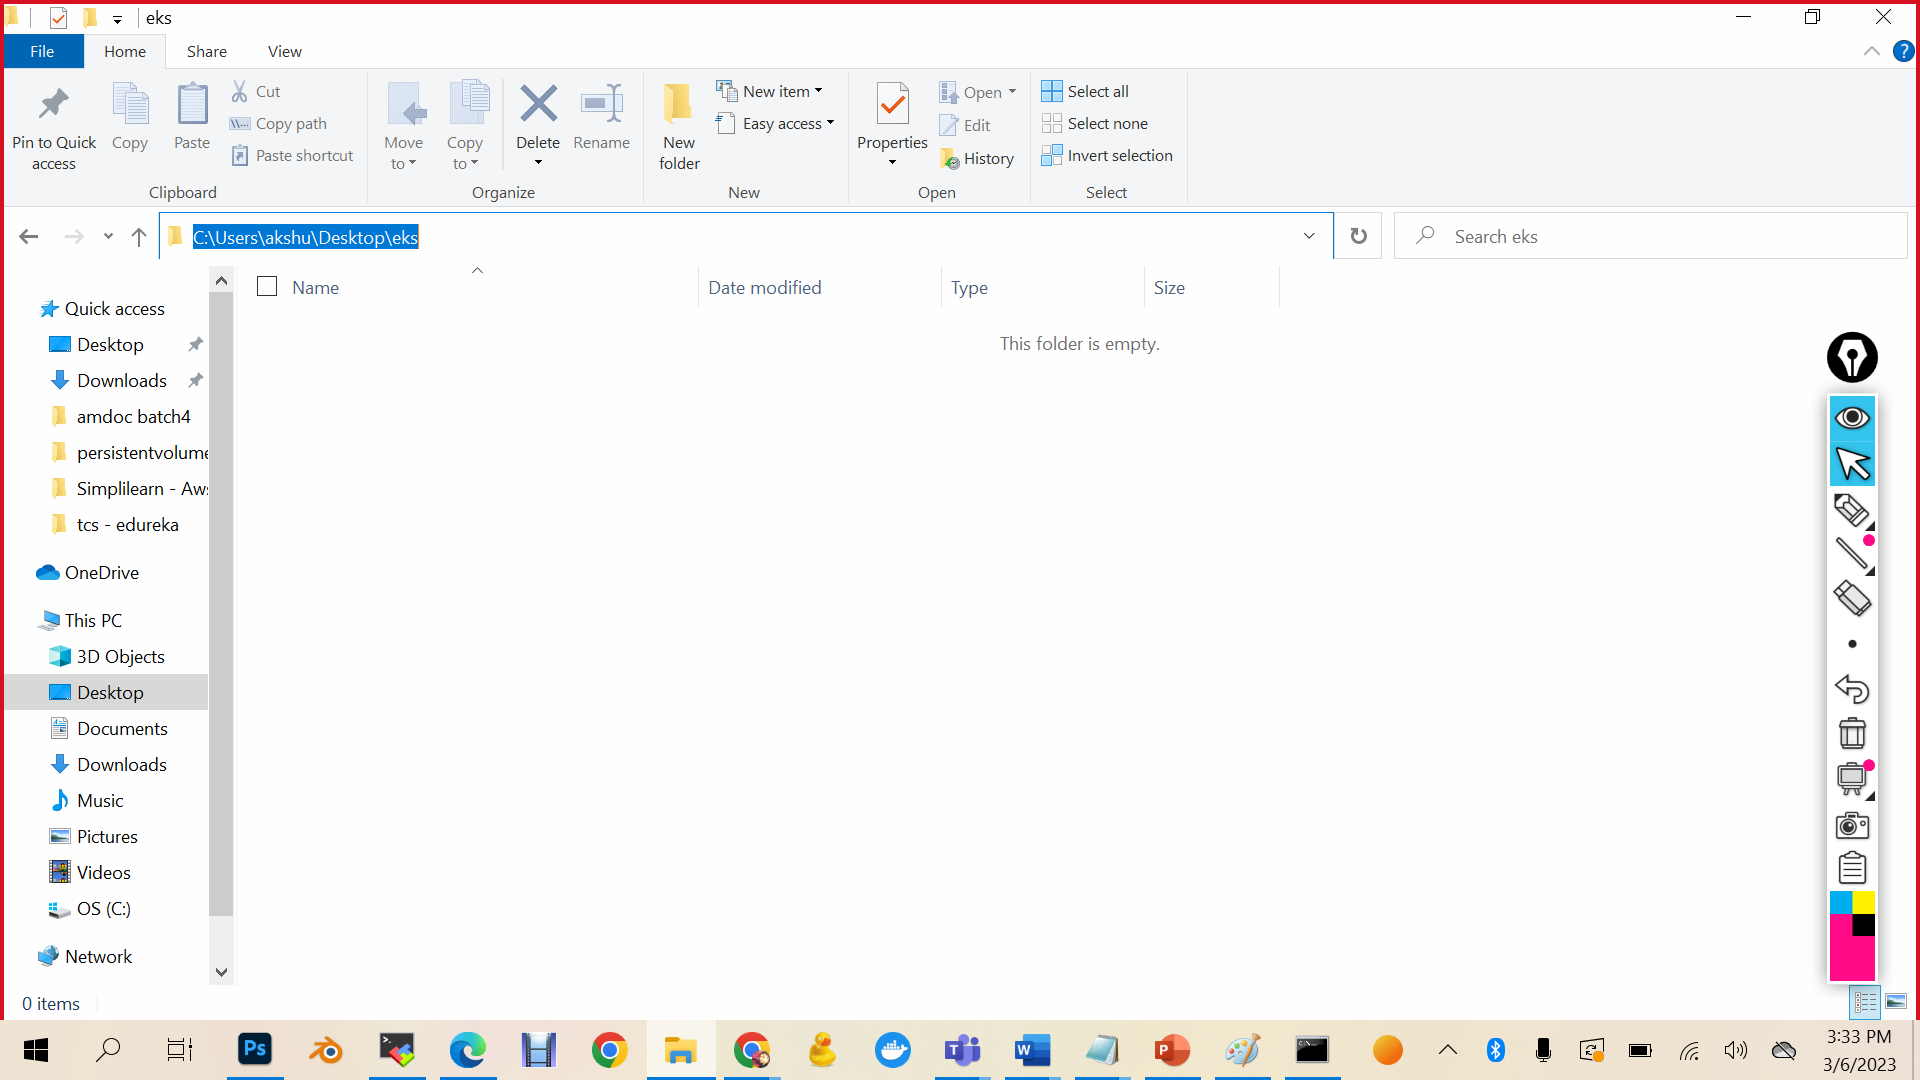 eks
File
Home
Share
View
Pin to Quick access
Copy
Paste
Cut
Copy path
Paste shortcut
Clipboard
Move to
Copy to
Delete
Rename
Organize
New folder
New item
Easy access
New
Properties
Open
Edit
History
Open
Select all
Select none
Invert selection
Select
C:\Users\akshu\Desktop\eks
Search eks
Name
Date modified
Type
Size
This folder is empty.
Quick access
Desktop
Downloads
amdoc batch4
persistentvolume
Simplilearn - Aws
tcs - edureka
OneDrive
This PC
3D Objects
Desktop
Documents
Downloads
Music
Pictures
Videos
OS (C:)
Network
0 items
Ps
3:33 PM
3/6/2023